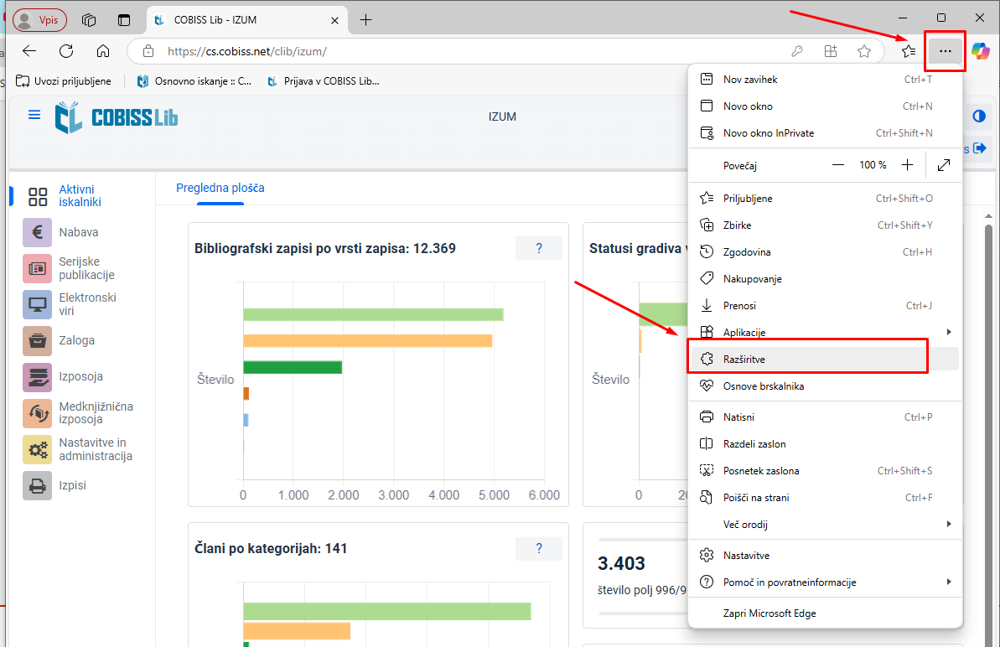 Vpis
COBISS Lib - IZUM
https://cs.cobiss.net/clib/izum/
Uvozi priljubljene
Osnovno iskanje :: C...
Prijava v COBISS Lib...
COBISS Lib
IZUM
s
Aktivni
iskalniki
Nabava
Serijske
publikacije
Elektronski
viri
Zaloga
Izposoja
Medknjižnična
izposoja
Nastavitve in
administracija
Izpisi
Pregledna plošča
Bibliografski zapisi po vrsti zapisa: 12.369
?
Število
0 1.000 2.000 3.000 4.000 5.000 6.000
Statusi gradiva
Število
0 20
Člani po kategorijah: 141
?
3.403
število polj 996/9
Nov zavihek Ctrl+T
Novo okno Ctrl+N
Novo okno InPrivate Ctrl+Shift+N
Povečaj 100 %
Priljubljene Ctrl+Shift+O
Zbirke Ctrl+Shift+Y
Zgodovina Ctrl+H
Nakupovanje
Prenosi Ctrl+J
Aplikacije
Razširitve
Osnove brskalnika
Natisni Ctrl+P
Razdeli zaslon
Posnetek zaslona Ctrl+Shift+S
Poišči na strani Ctrl+F
Več orodij
Nastavitve
Pomoč in povratneinformacije
Zapri Microsoft Edge